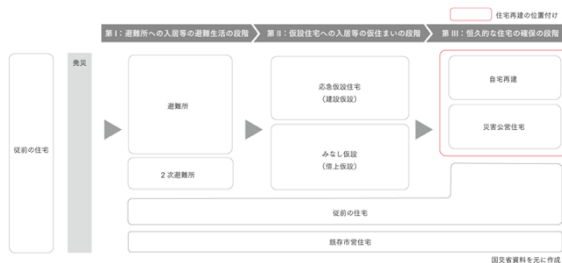 住宅再建の位置付け
第Ⅰ：避難所への入居等の避難生活の段階
第Ⅱ：仮設住宅への入居等の仮住まいの段階
第Ⅲ：恒久的な住宅の確保の段階
発災
従前の住宅
避難所
2次避難所
応急仮設住宅
（建設仮設）
みなし仮設
（借上仮設）
自宅再建
災害公営住宅
従前の住宅
既存市営住宅
国交省資料を元に作成